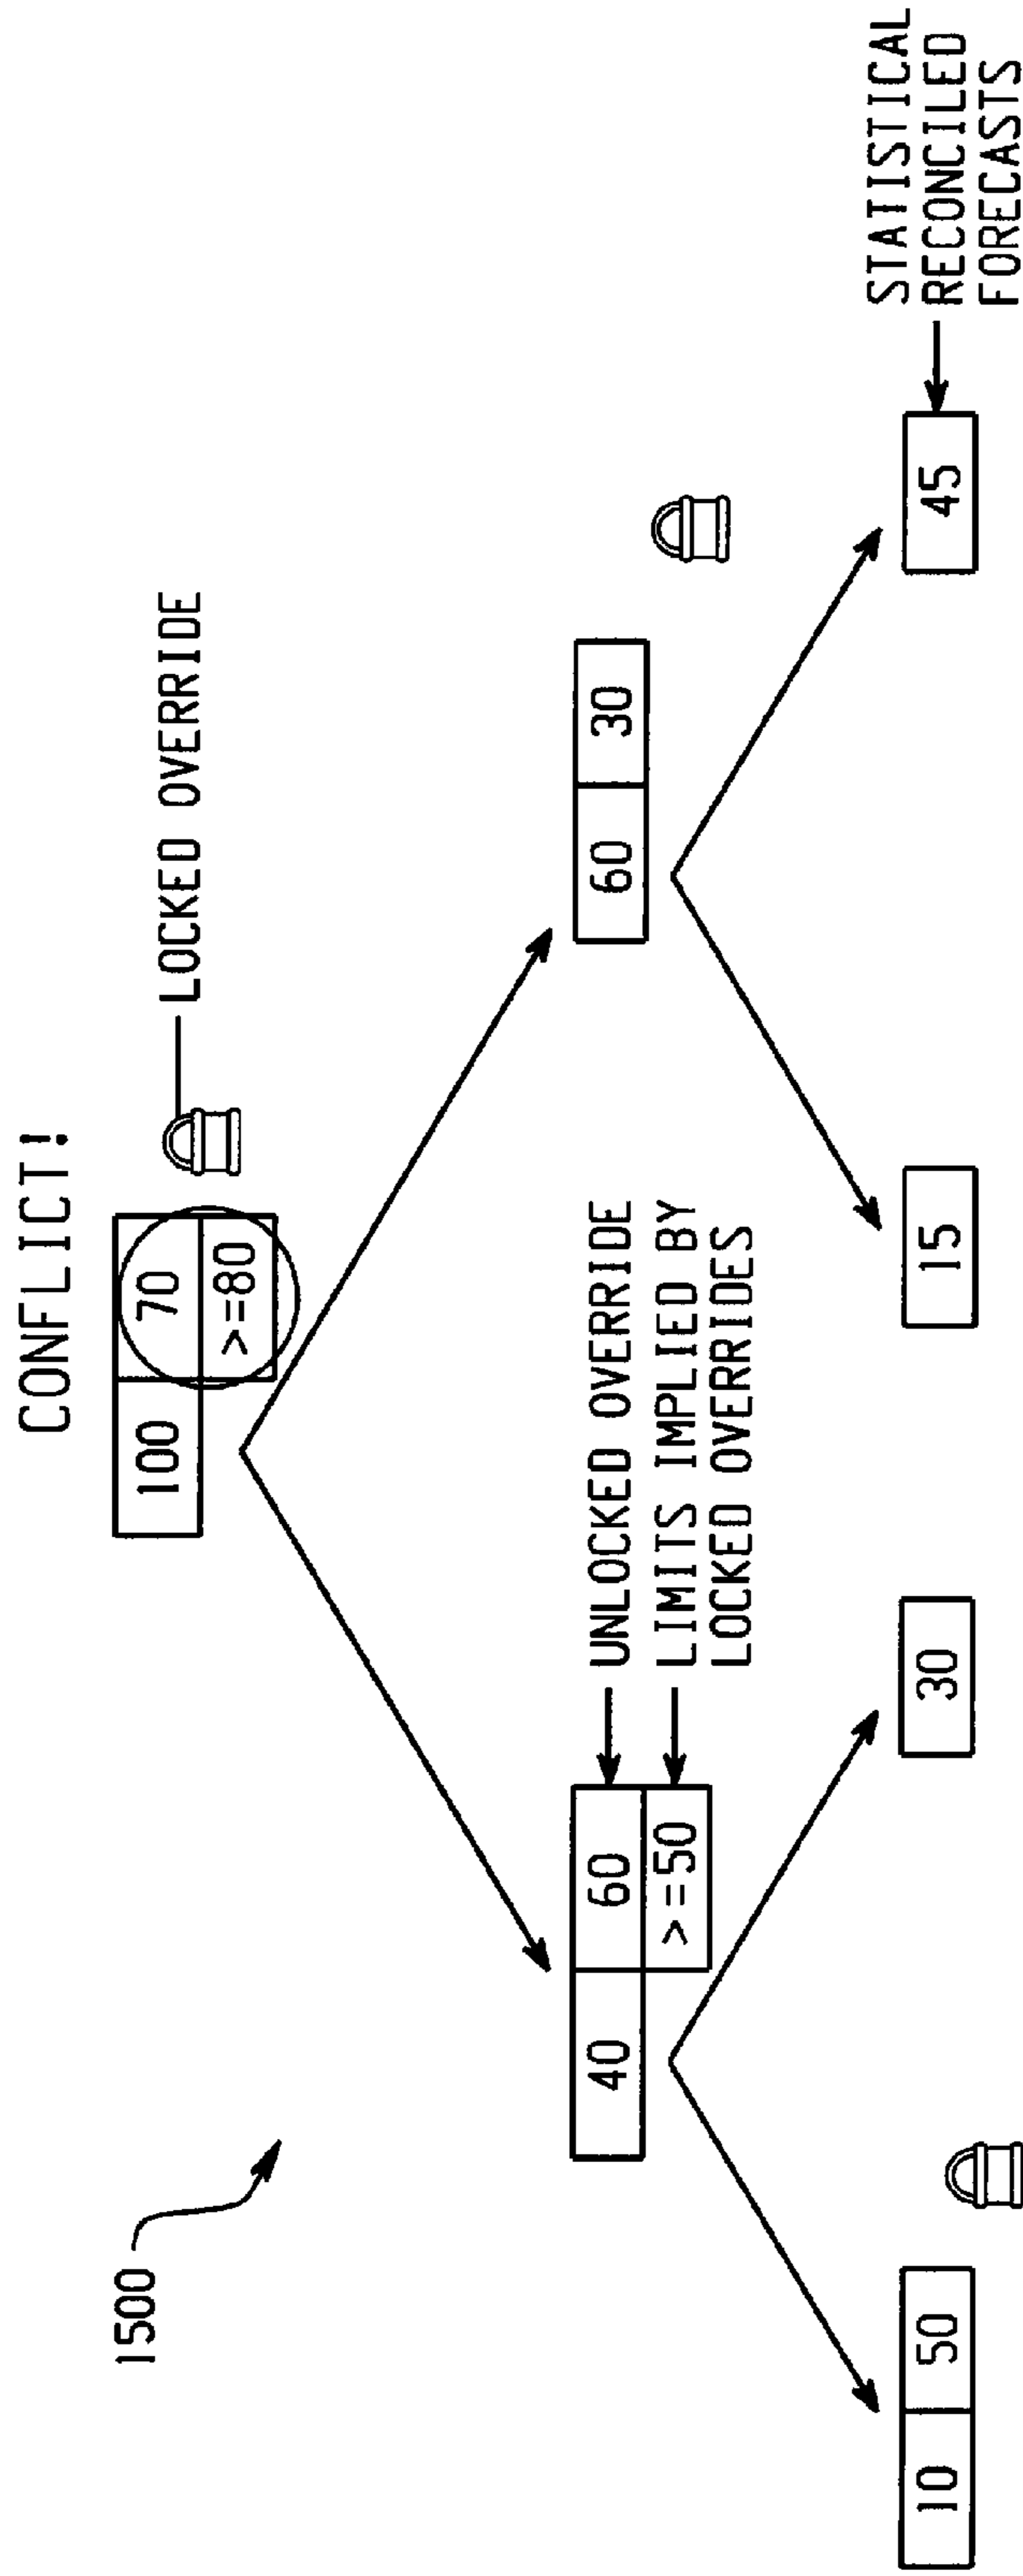 1500
CONFLICT!
100 70
>=80
LOCKED OVERRIDE
40 60
>=50
UNLOCKED OVERRIDE
LIMITS IMPLIED BY
LOCKED OVERRIDES
60 30
10 50
30
15
45
STATISTICAL
RECONCILED
FORECASTS